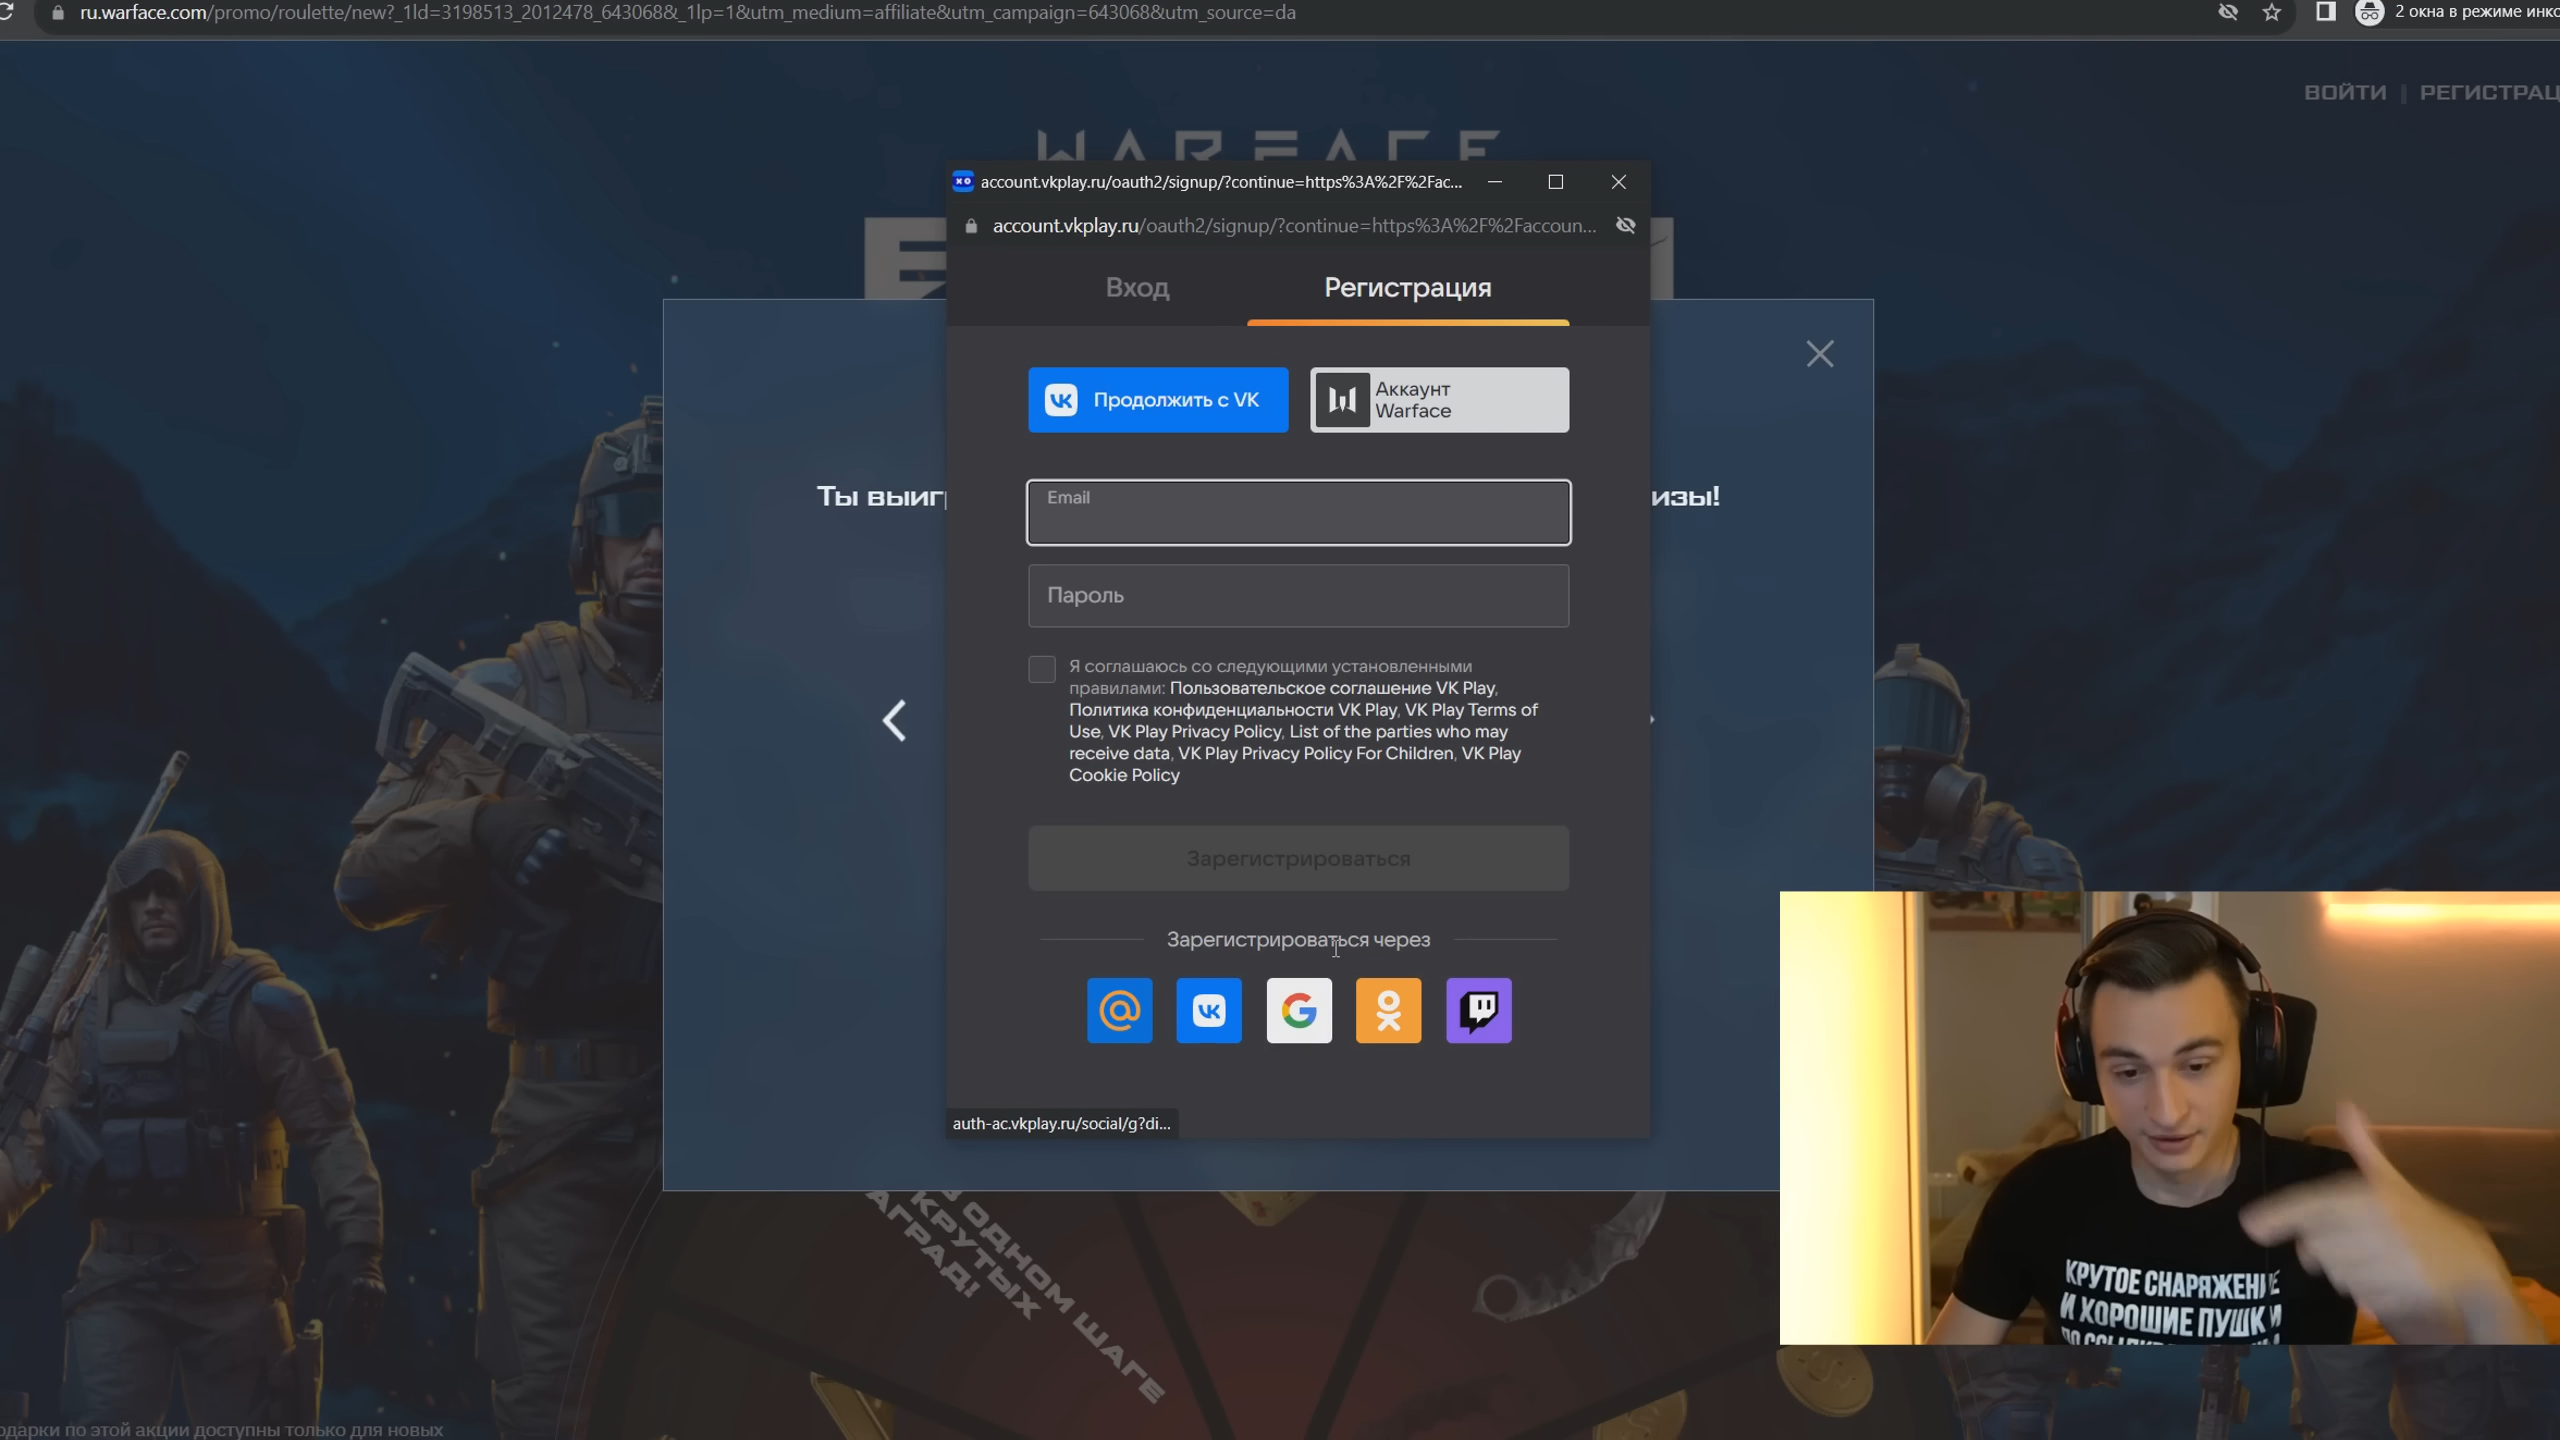 ru.warface.com/promo/roulette/new?_1ld=3198513_2012478_643068&_1lp=1&utm_medium=affiliate&utm_campaign=643068&utm_source=da
2 окна в режиме инко
ВОЙТИ | РЕГИСТРАЦ
WARFACE
account.vkplay.ru/oauth2/signup/?continue=https%3A%2F%2Fac...
account.vkplay.ru/oauth2/signup/?continue=https%3A%2F%2Faccoun...
Вход
Регистрация
Продолжить с VK
Аккаунт
Warface
Ты выиг
изы!
Email
Пароль
Я соглашаюсь со следующими установленными
правилами: Пользовательское соглашение VK Play,
Политика конфиденциальности VK Play, VK Play Terms of
Use, VK Play Privacy Policy, List of the parties who may
receive data, VK Play Privacy Policy For Children, VK Play
Cookie Policy
Зарегистрироваться
Зарегистрироваться через
auth-ac.vkplay.ru/social/g?di...
В ОДНОМ ШАГЕ
КРУТЫХ
АГРАД!
КРУТОЕ СНАРЯЖЕНИЕ
И ХОРОШИЕ ПУШКИ
одарки по этой акции доступны только для новых